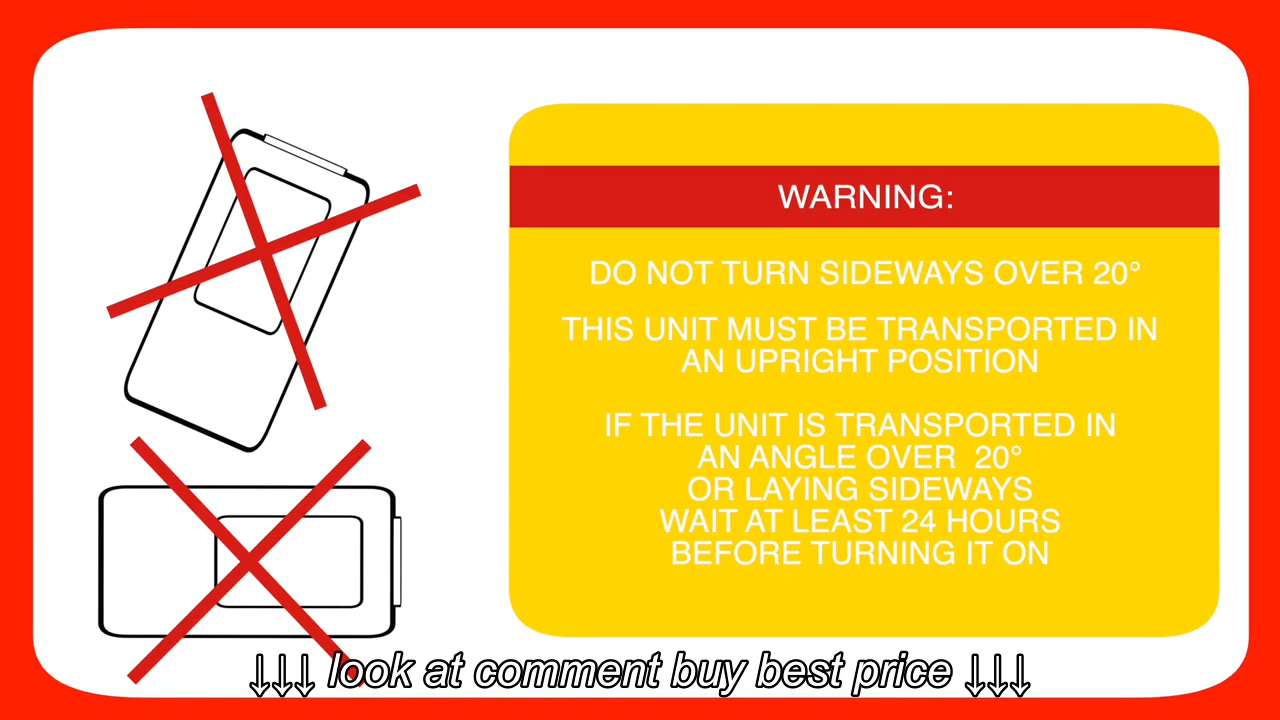 WARNING:
DO NOT TURN SIDEWAYS OVER 20°
THIS UNIT MUST BE TRANSPORTED IN
AN UPRIGHT POSITION
IF THE UNIT IS TRANSPORTED IN
AN ANGLE OVER 20°
OR LAYING SIDEWAYS
WAIT AT LEAST 24 HOURS
BEFORE TURNING IT ON
↓↓↓ look at comment buy best price ↓↓↓